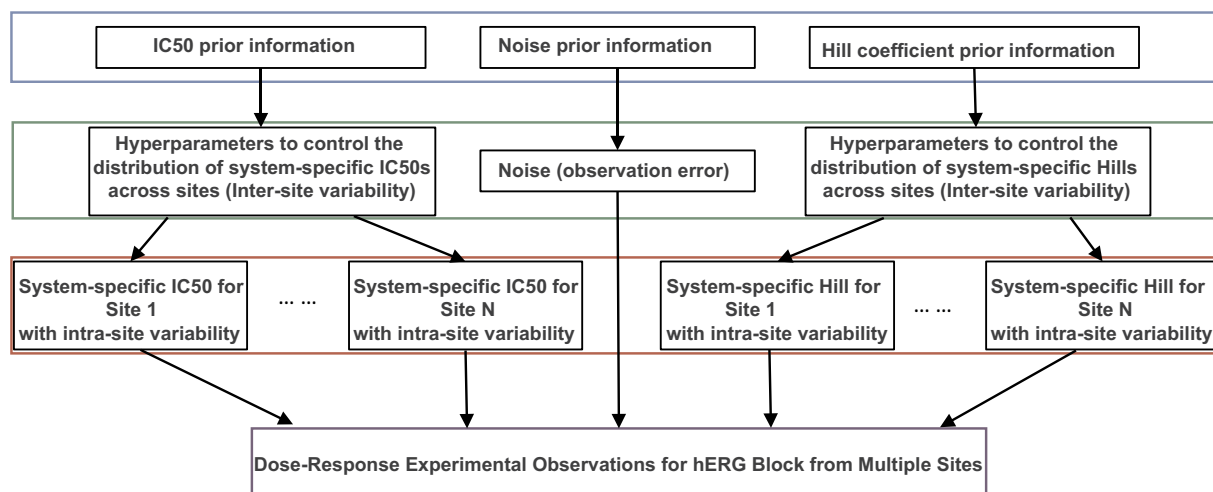 IC50 prior information
Noise prior information
Hill coefficient prior information
Hyperparameters to control the
distribution of system-specific IC50s
across sites (Inter-site variability)
Noise (observation error)
Hyperparameters to control the
distribution of system-specific Hills
across sites (Inter-site variability)
System-specific IC50 for
Site 1
with intra-site variability
... ...
System-specific IC50 for
Site N
with intra-site variability
System-specific Hill for
Site 1
with intra-site variability
... ...
System-specific Hill for
Site N
with intra-site variability
Dose-Response Experimental Observations for hERG Block from Multiple Sites